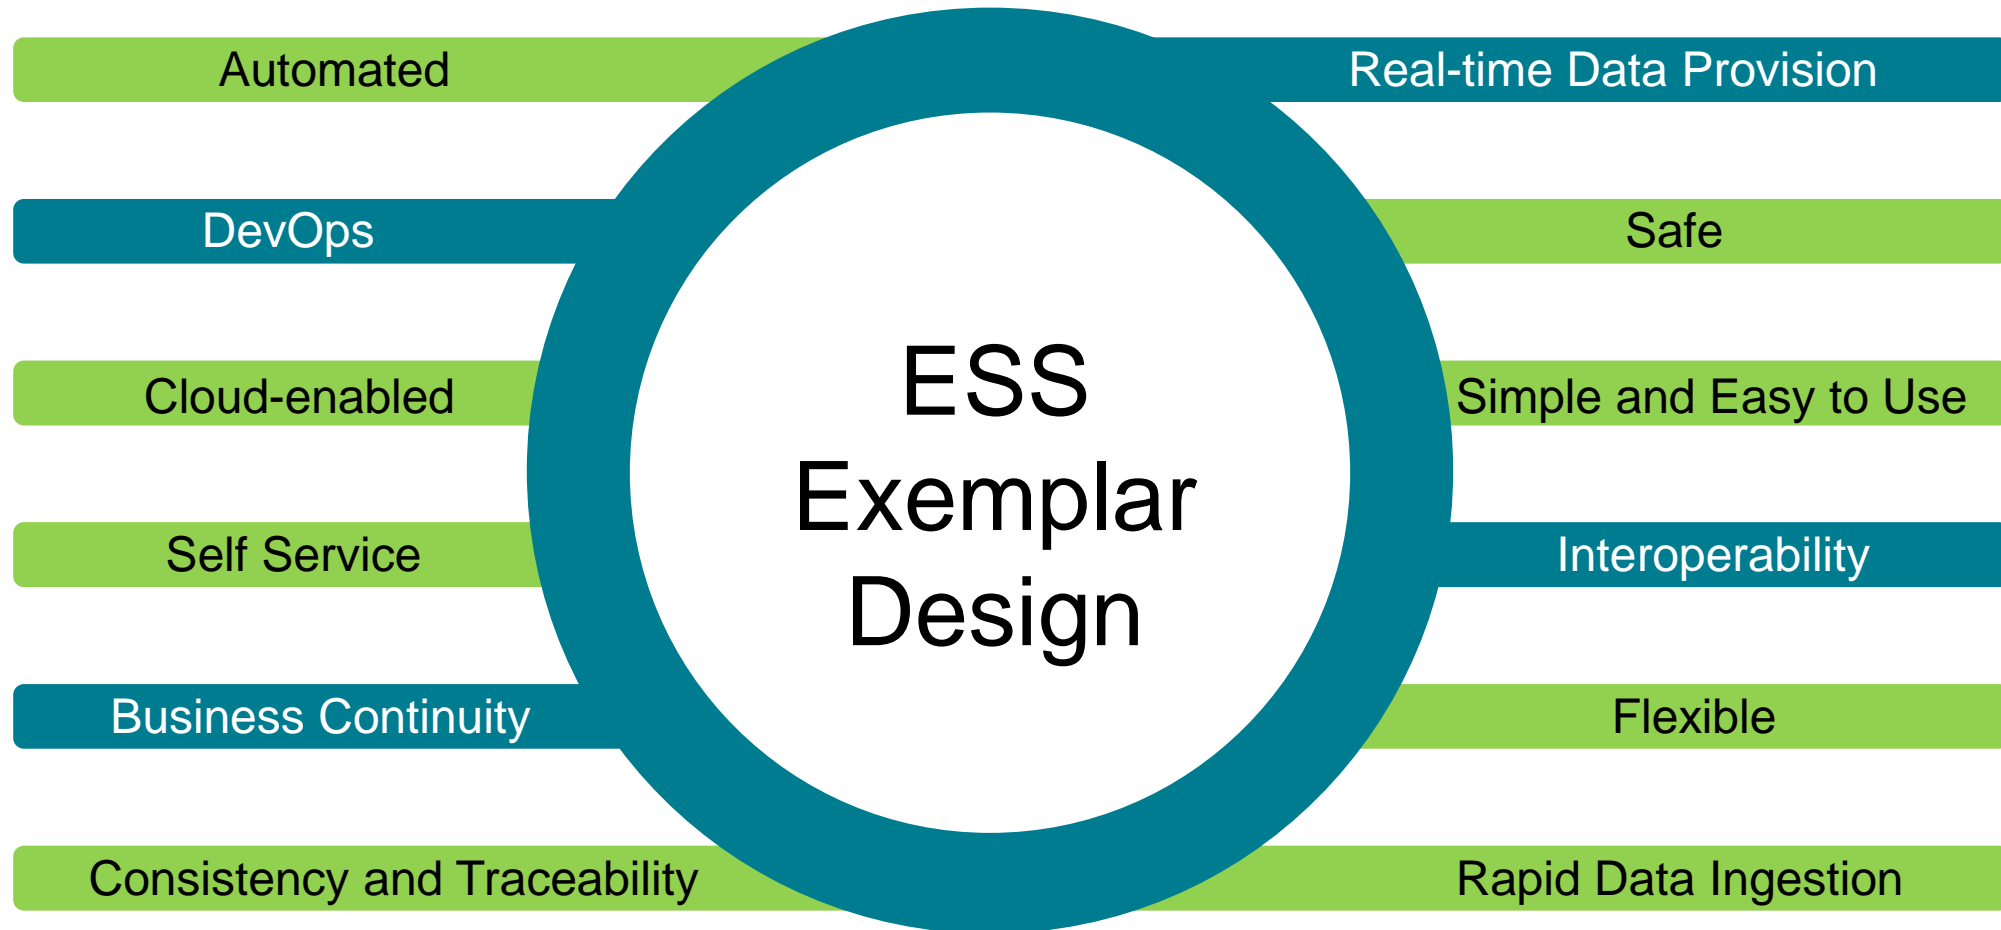 Automated
DevOps
Cloud-enabled
Self Service
Business Continuity
Consistency and Traceability
ESS
Exemplar
Design
Real-time Data Provision
Safe
Simple and Easy to Use
Interoperability
Flexible
Rapid Data Ingestion